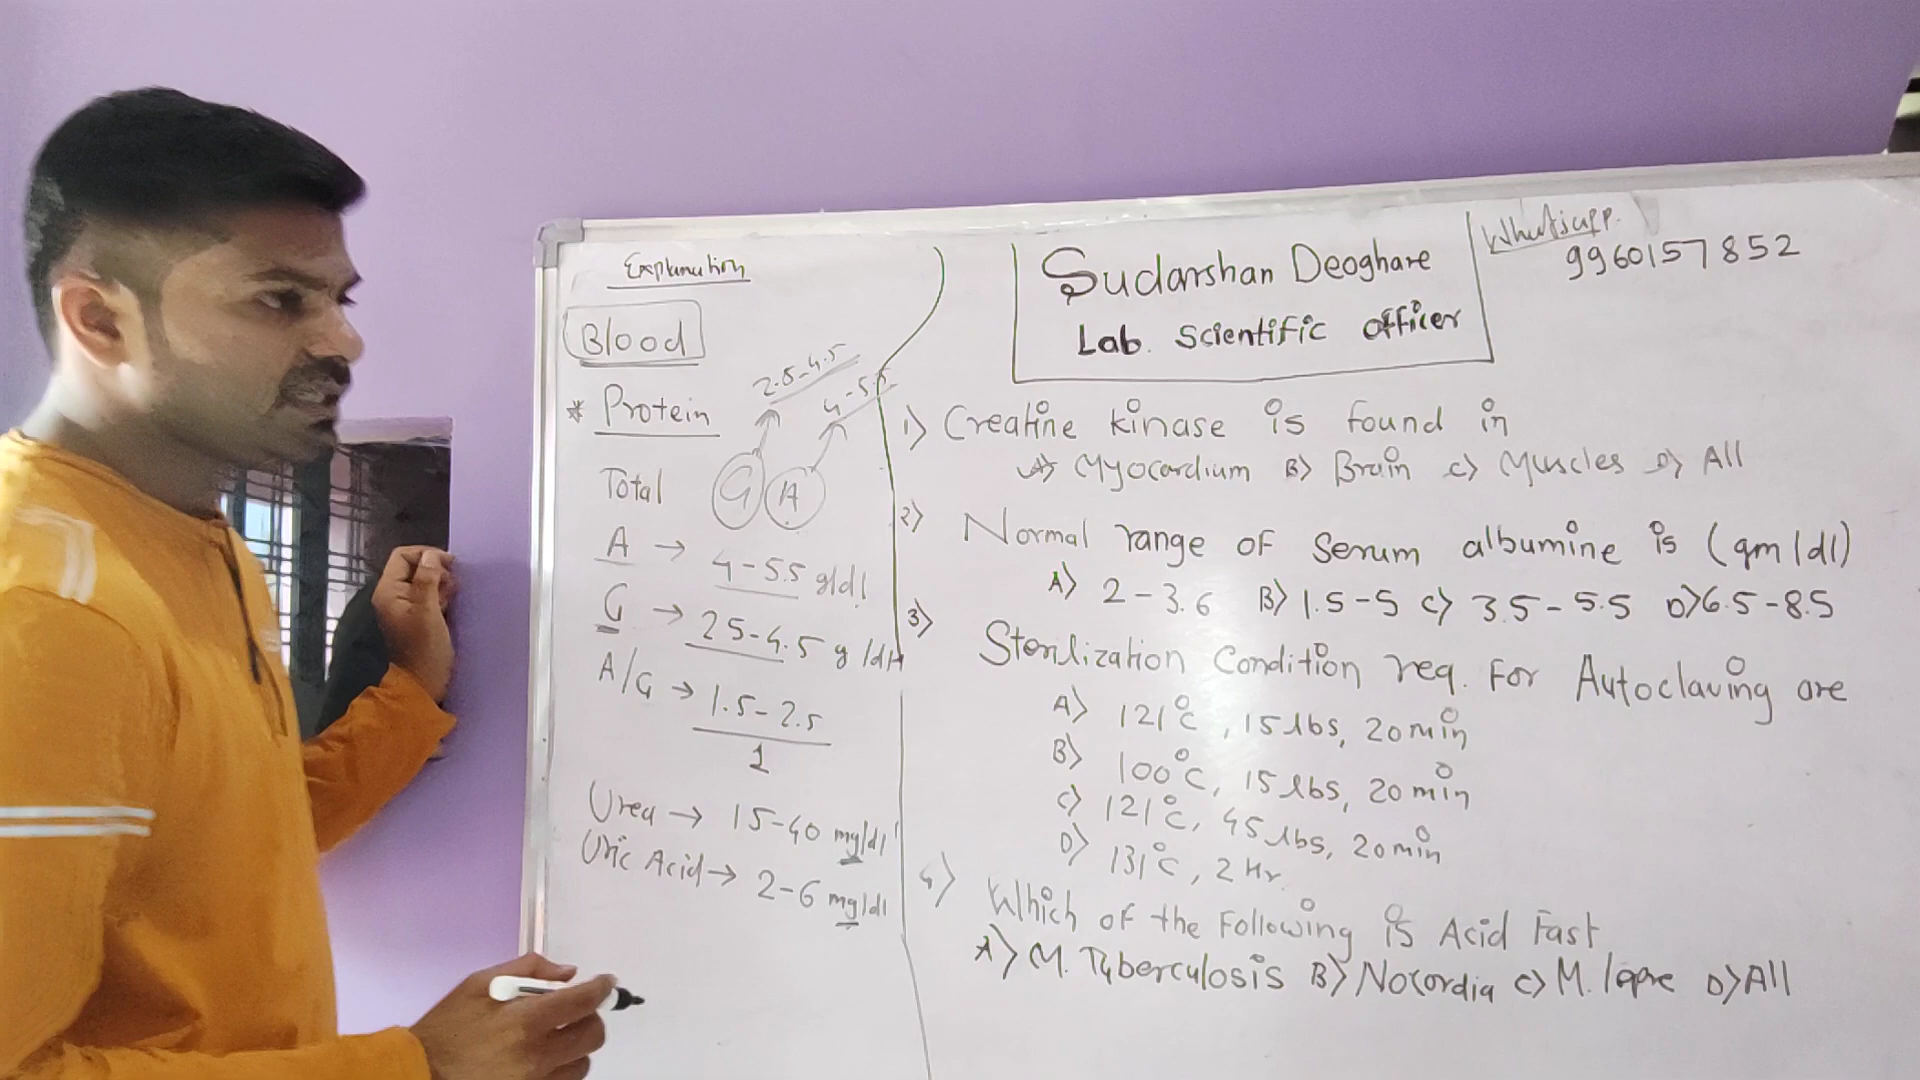 Explanation
Blood
* Protein
2.5-4.5
4-5.5
Total
G
A
A → 4-5.5 g/dl
G → 25-4.5 g/dl
A/G → 1.5-2.5
1
Urea → 15-40 mg/dl
Uric Acid → 2-6 mg/dl
Sudarshan Deoghare
Lab. Scientific officer
Whatsapp.
9960157852
1) Creatine kinase is found in
A) Myocardium B) Brain C) Muscles D) All
2) Normal range of Serum albumine is (gm/dl)
A) 2-3.6 B) 1.5-5 C) 3.5-5.5 D) 6.5-8.5
3) Sterilization Condition req. For Autoclaving are
A) 121°C, 15 lbs, 20 min
B) 100°C, 15 lbs, 20 min
C) 121°C, 45 lbs, 20 min
D) 131°C, 2 Hr.
4) Which of the Following is Acid Fast
A) M. Tuberculosis B) Nocordia C) M. lepre D) All